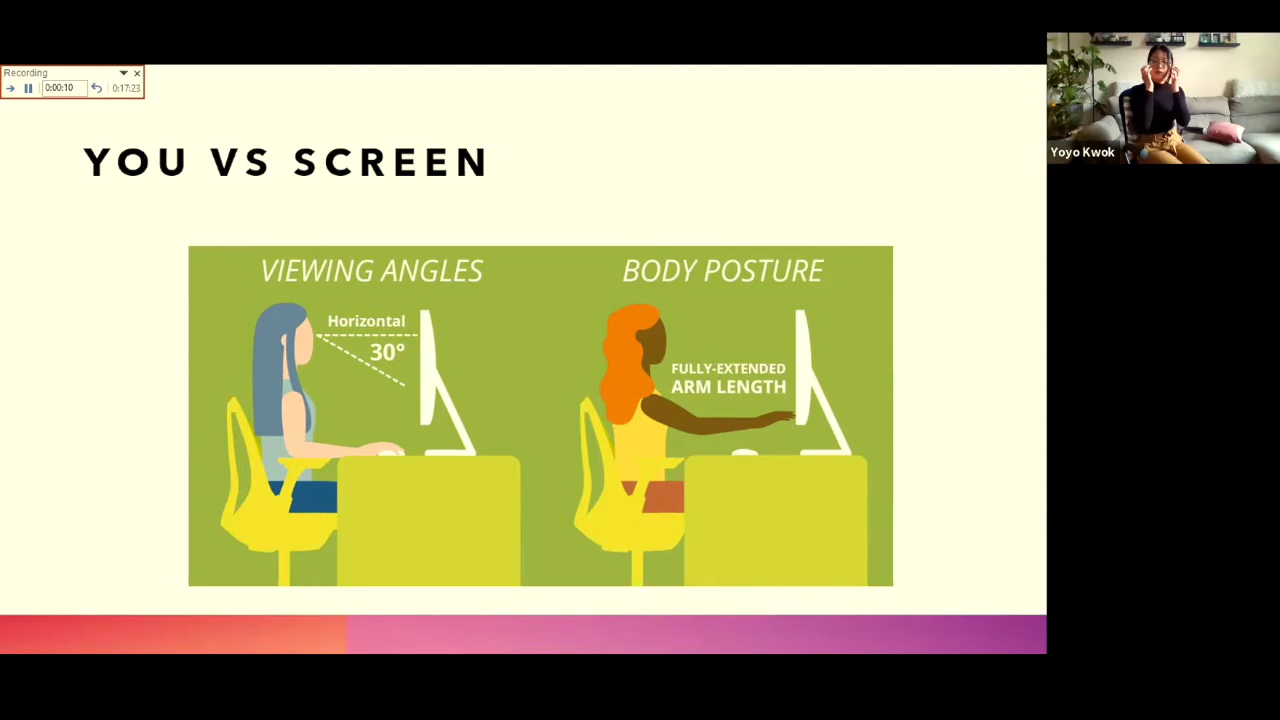 Recording
0:00:10
0:17:23
Yoyo Kwok
YOU VS SCREEN
VIEWING ANGLES
Horizontal
30°
BODY POSTURE
FULLY-EXTENDED
ARM LENGTH